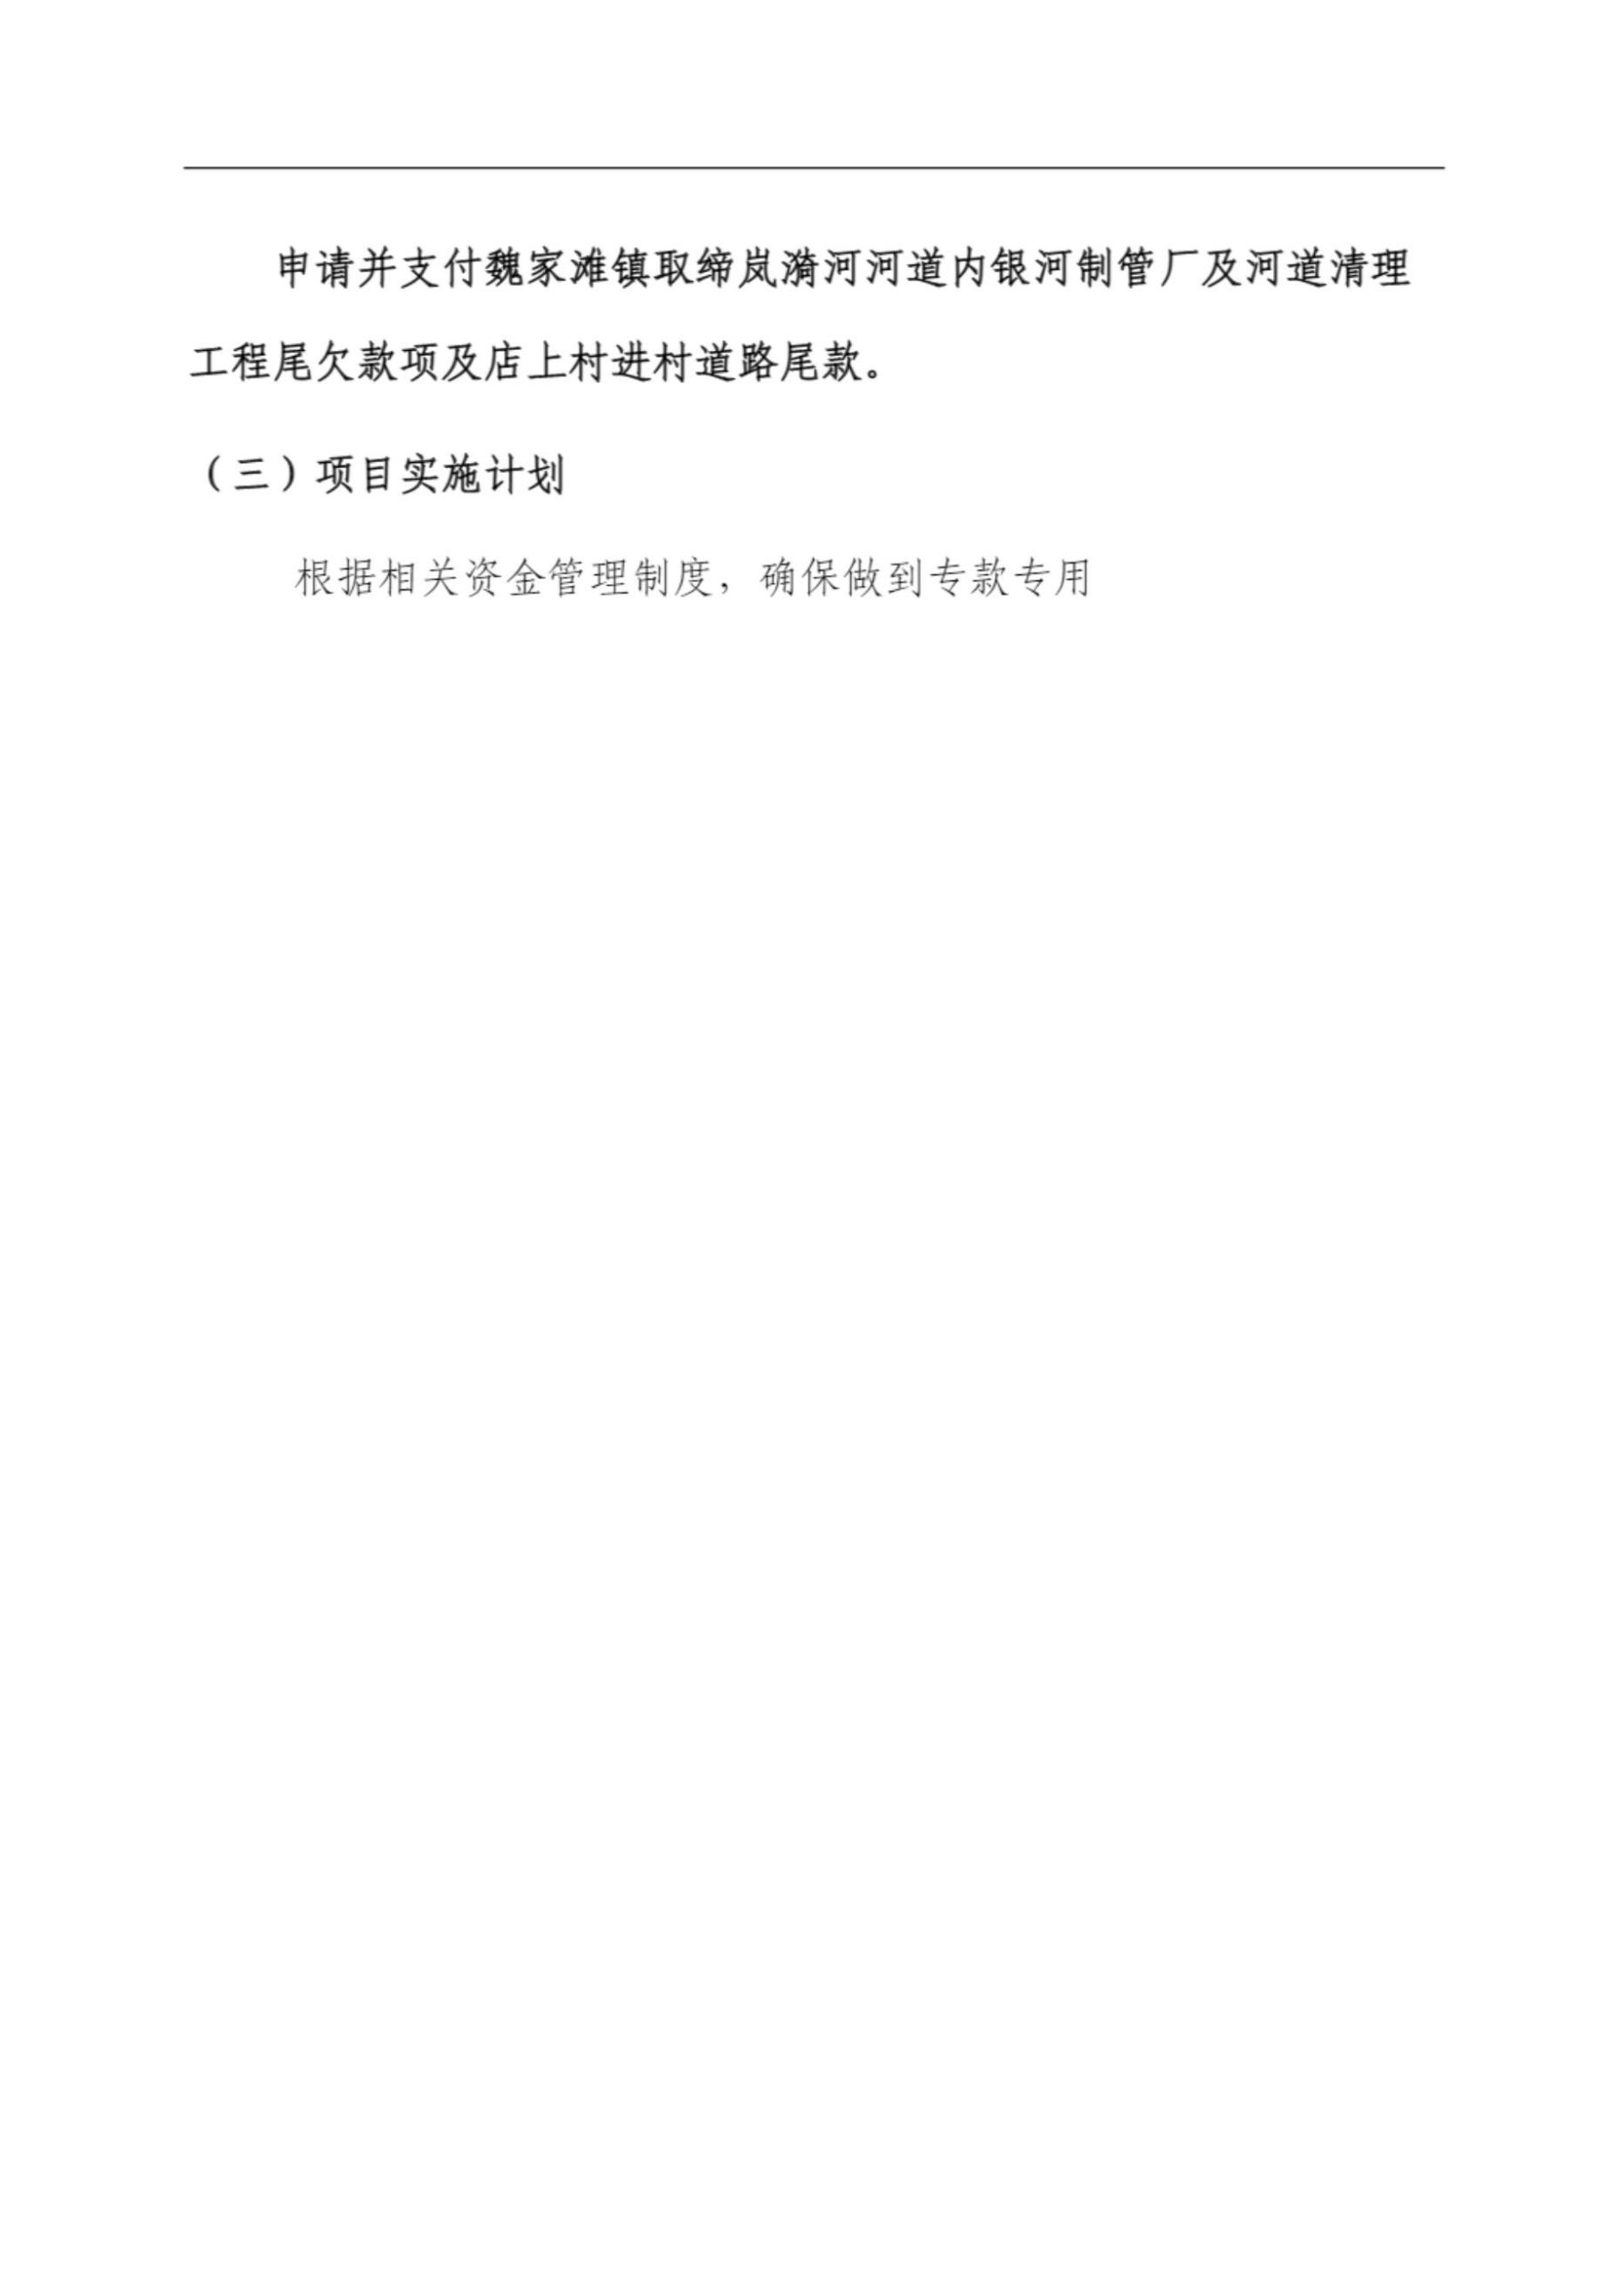 申请并支付魏家滩镇取缔岚漪河河道内银河制管厂及河道清理
工程尾欠款项及店上村进村道路尾款。
（三）项目实施计划
根据相关资金管理制度，确保做到专款专用